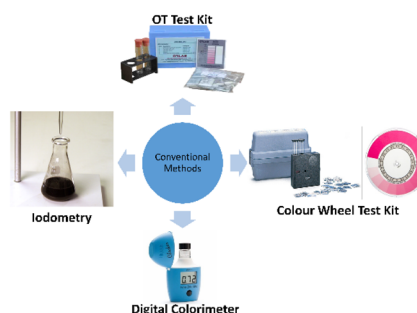 OT Test Kit
Conventional
Methods
Iodometry
Colour Wheel Test Kit
Digital Colorimeter